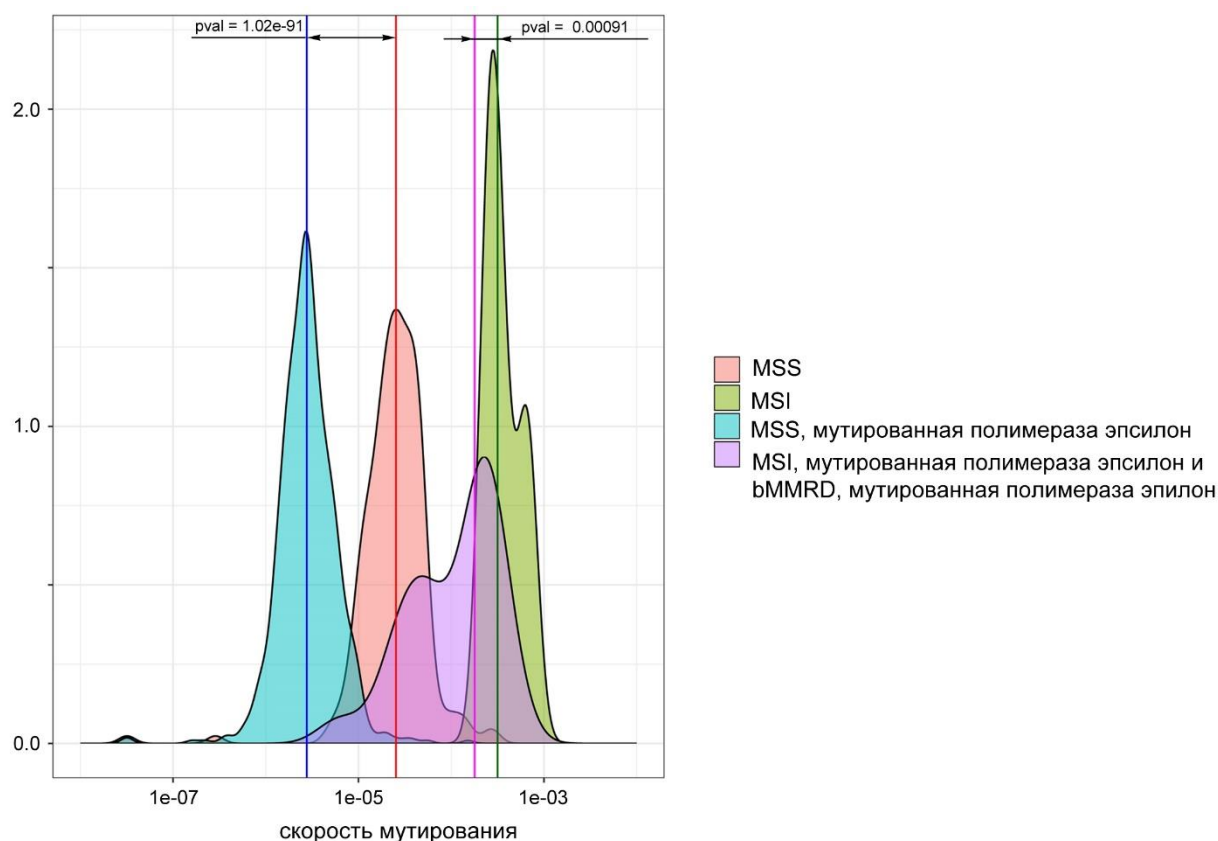 pval = 1.02e-91
pval = 0.00091
2.0
1.0
0.0
1e-07
1e-05
1e-03
скорость мутирования
MSS
MSI
MSS, мутированная полимераза эпсилон
MSI, мутированная полимераза эпсилон и
bMMRD, мутированная полимераза эпилон